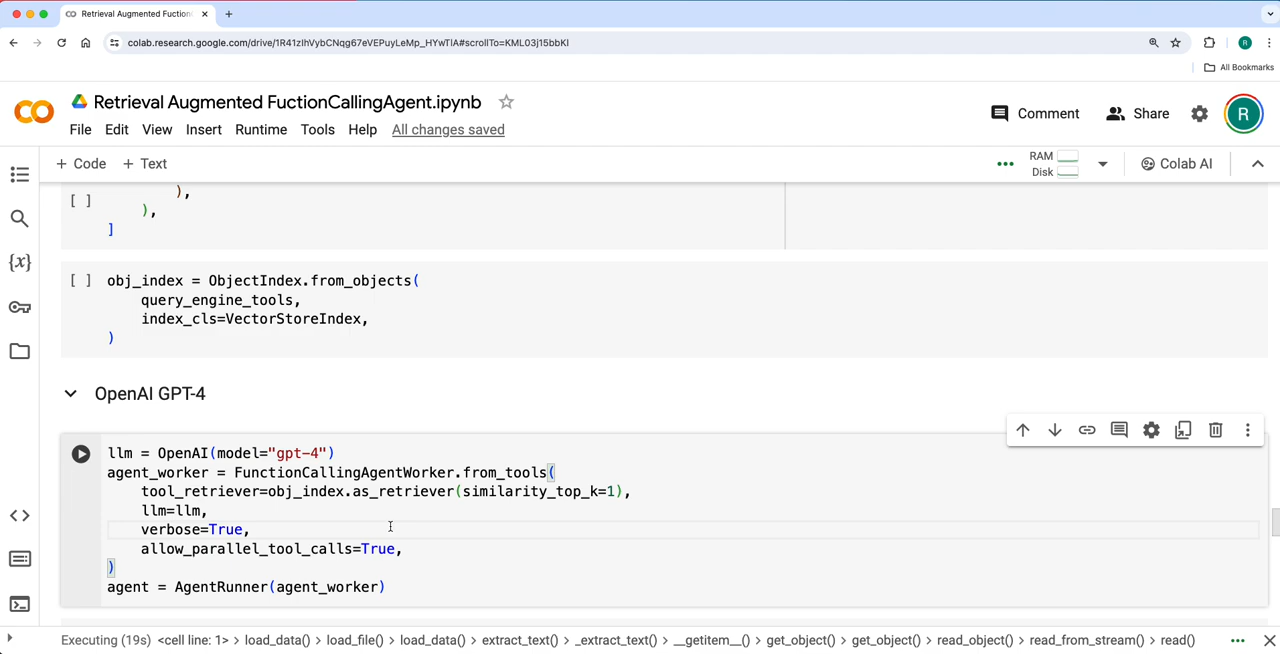 Retrieval Augmented Fuction
colab.research.google.com/drive/1R41zIhVybCNqg67eVEPuyLeMp_HYwTIA#scrollTo=KML03j15bbKI
R
All Bookmarks
Retrieval Augmented FuctionCallingAgent.ipynb
Comment
Share
R
File Edit View Insert Runtime Tools Help All changes saved
+ Code + Text
RAM
Disk
Colab AI
[ ]
),
),
]
[ ] obj_index = ObjectIndex.from_objects(
query_engine_tools,
index_cls=VectorStoreIndex,
)
OpenAI GPT-4
llm = OpenAI(model="gpt-4")
agent_worker = FunctionCallingAgentWorker.from_tools(
tool_retriever=obj_index.as_retriever(similarity_top_k=1),
llm=llm,
verbose=True,
allow_parallel_tool_calls=True,
)
agent = AgentRunner(agent_worker)
Executing (19s) <cell line: 1> > load_data() > load_file() > load_data() > extract_text() > _extract_text() > __getitem__() > get_object() > get_object() > read_object() > read_from_stream() > read()